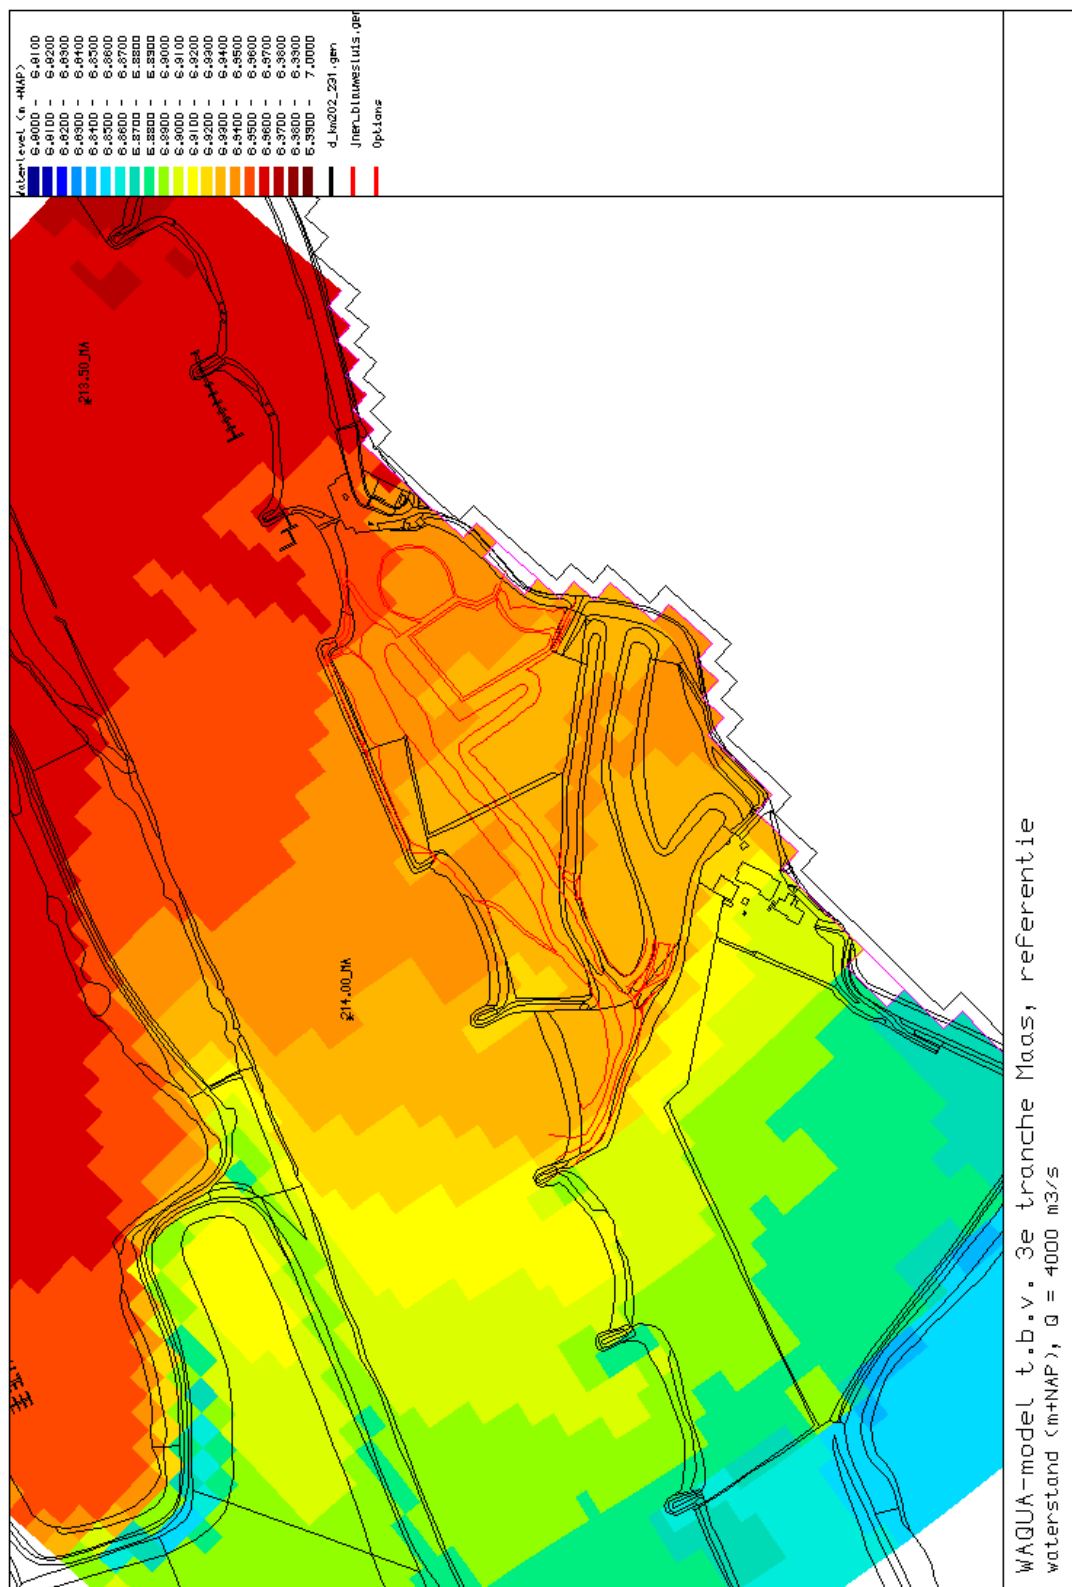 Waterlevel (m +NAP)
6.8000 - 6.8100
6.8100 - 6.8200
6.8200 - 6.8300
6.8300 - 6.8400
6.8400 - 6.8500
6.8500 - 6.8600
6.8600 - 6.8700
6.8700 - 6.8800
6.8800 - 6.8900
6.8900 - 6.9000
6.9000 - 6.9100
6.9100 - 6.9200
6.9200 - 6.9300
6.9300 - 6.9400
6.9400 - 6.9500
6.9500 - 6.9600
6.9600 - 6.9700
6.9700 - 6.9800
6.9800 - 6.9900
6.9900 - 7.0000
d_km202_291.gen
Options
213.50_MA
214.00_MA
WAQUA-model t.b.v. 3e tranche Maas, referentie
waterstand (m+NAP), Q = 4000 m3/s